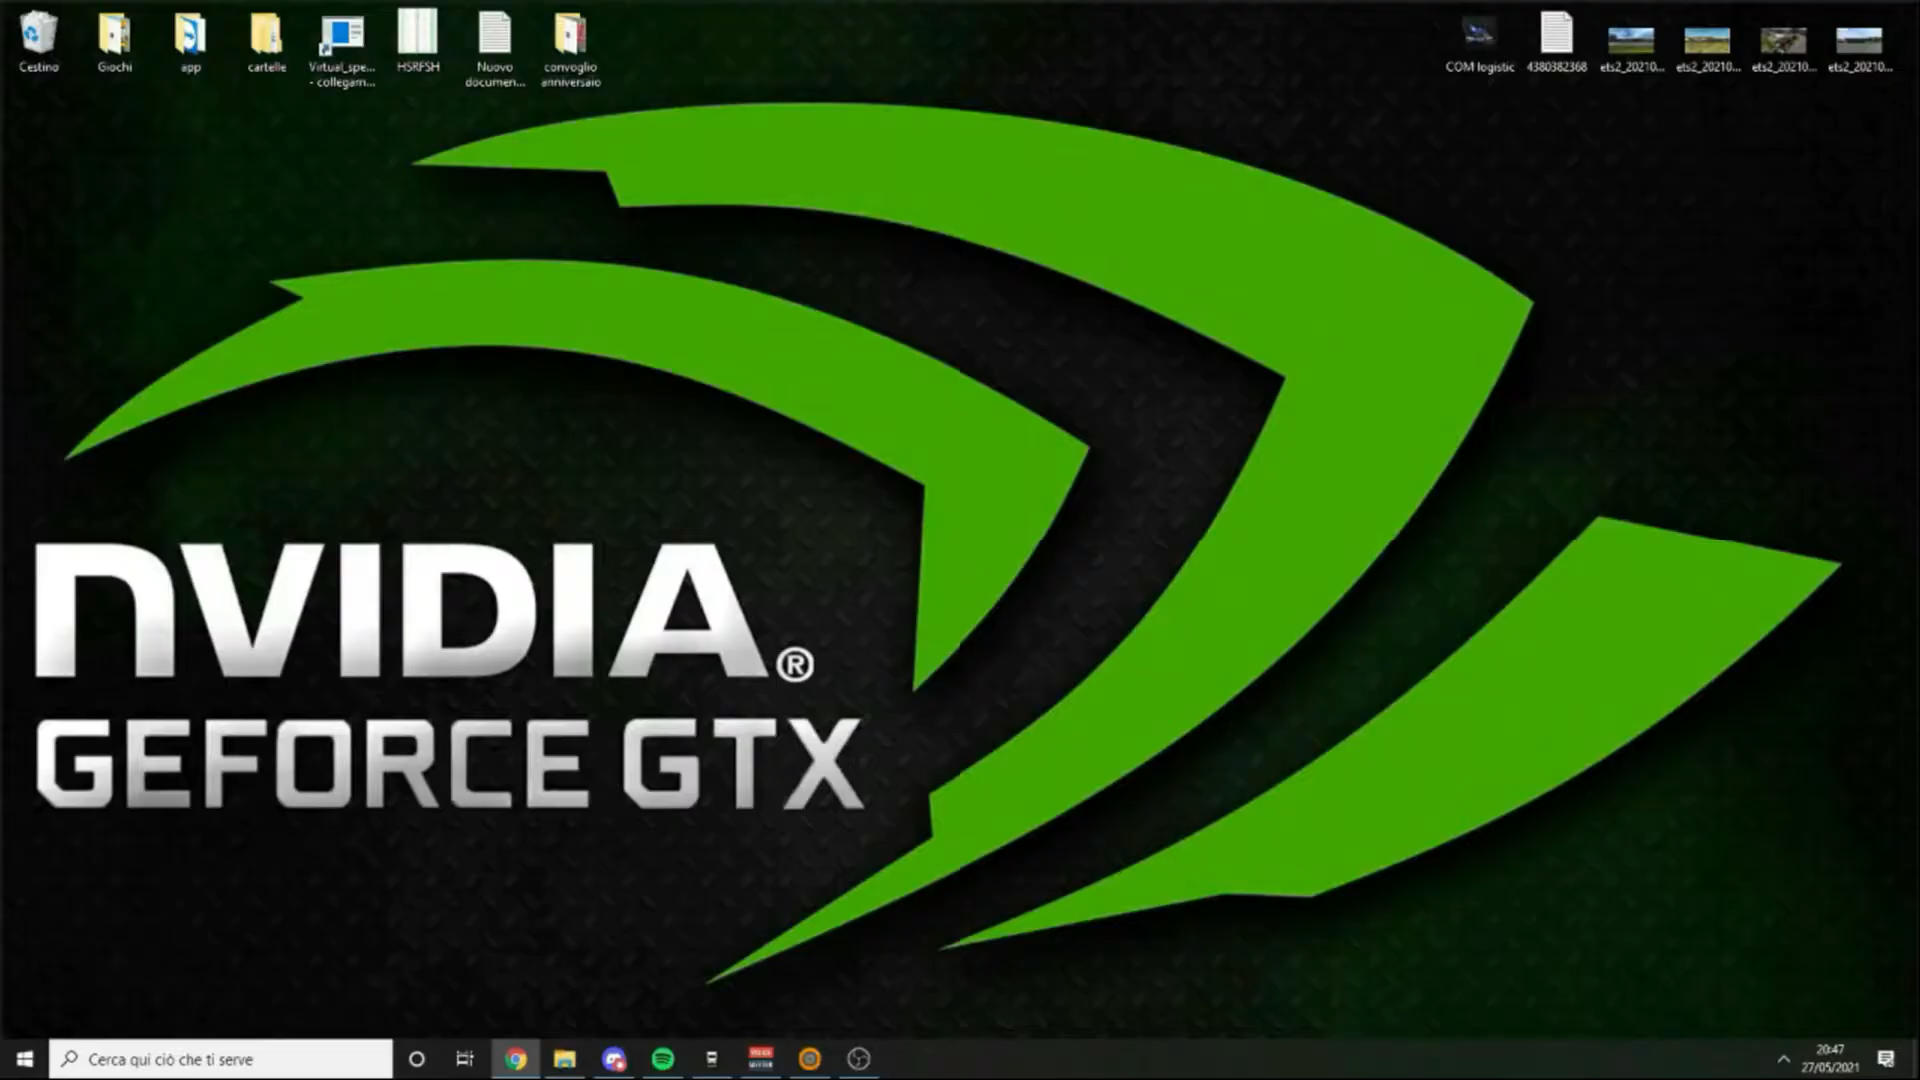 Cestino
Giochi
app
cartelle
Virtual_spe...
- collegam...
HSRFSH
Nuovo
documen...
convoglio
anniversaio
COM logistic
4380382368
ets2_20210...
ets2_20210...
ets2_20210...
ets2_20210...
NVIDIA®
GEFORCE GTX
Cerca qui ciò che ti serve
20:47
27/05/2021